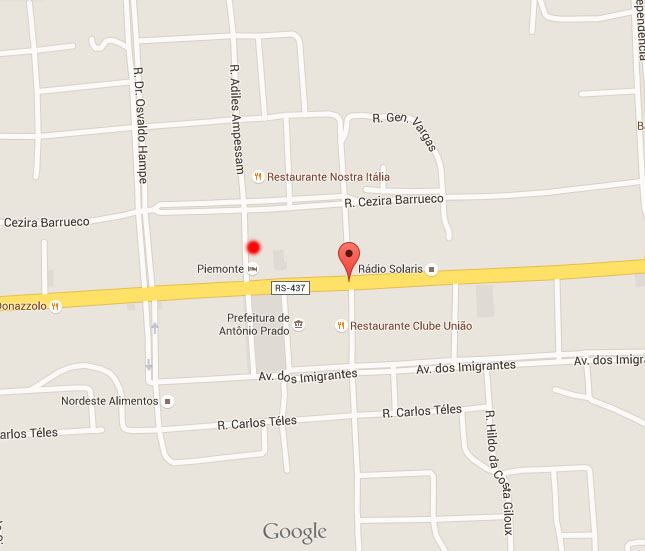 ependência
R. Dr. Osvaldo Hampe
R. Adiles Ampessam
R. Gen. Vargas
B
Restaurante Nostra Itália
R. Cezira Barrueco
Cezira Barrueco
Piemonte
Rádio Solaris
RS-437
Donazzolo
Prefeitura de
Antônio Prado
Restaurante Clube União
Av. dos Imigrantes
Av. dos Imigrantes
Av. dos Imigra
Nordeste Alimentos
R. Carlos Téles
R. Carlos Téles
arlos Téles
R. Hildo da Costa Giloux
Google